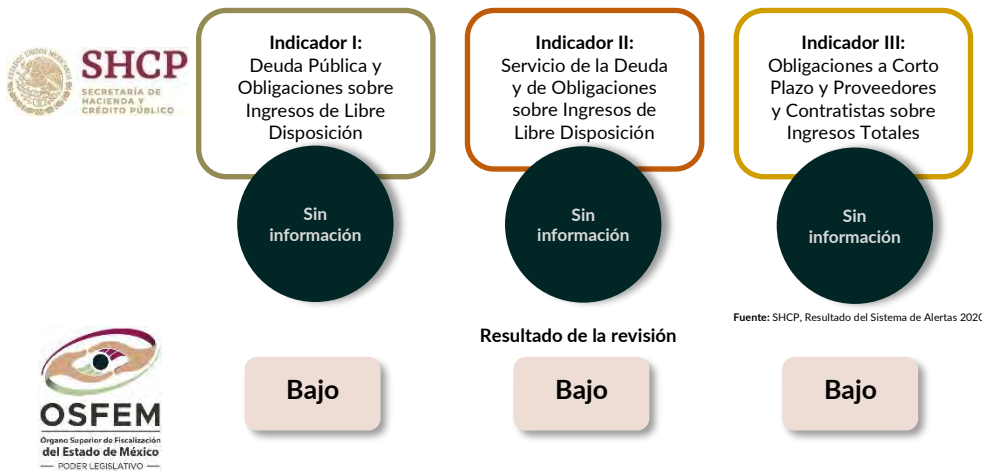 SHCP
SECRETARÍA DE
HACIENDA Y
CRÉDITO PÚBLICO
Indicador I:
Deuda Pública y
Obligaciones sobre
Ingresos de Libre
Disposición
Sin
información
Indicador II:
Servicio de la Deuda
y de Obligaciones
sobre Ingresos de
Libre Disposición
Sin
información
Indicador III:
Obligaciones a Corto
Plazo y Proveedores
y Contratistas sobre
Ingresos Totales
Sin
información
Fuente: SHCP, Resultado del Sistema de Alertas 2020
Resultado de la revisión
OSFEM
Órgano Superior de Fiscalización
del Estado de México
PODER LEGISLATIVO
Bajo
Bajo
Bajo